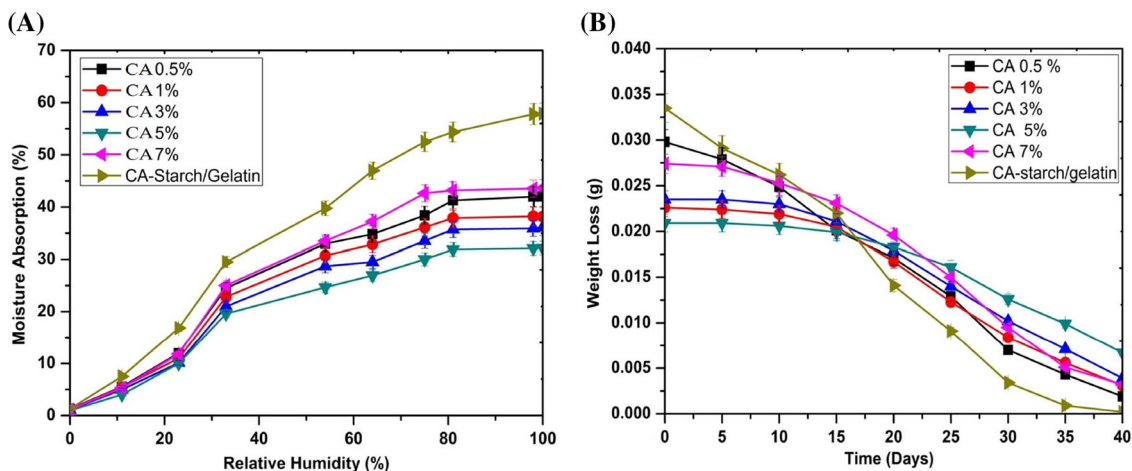 (A)
70
60
50
40
30
20
10
0
Moisture Absorption (%)
CA 0.5%
CA 1%
CA 3%
CA 5%
CA 7%
CA-Starch/Gelatin
0 20 40 60 80 100
Relative Humidity (%)
(B)
0.040
0.035
0.030
0.025
0.020
0.015
0.010
0.005
0.000
Weight Loss (g)
CA 0.5 %
CA 1%
CA 3%
CA 5%
CA 7%
CA-starch/gelatin
0 5 10 15 20 25 30 35 40
Time (Days)